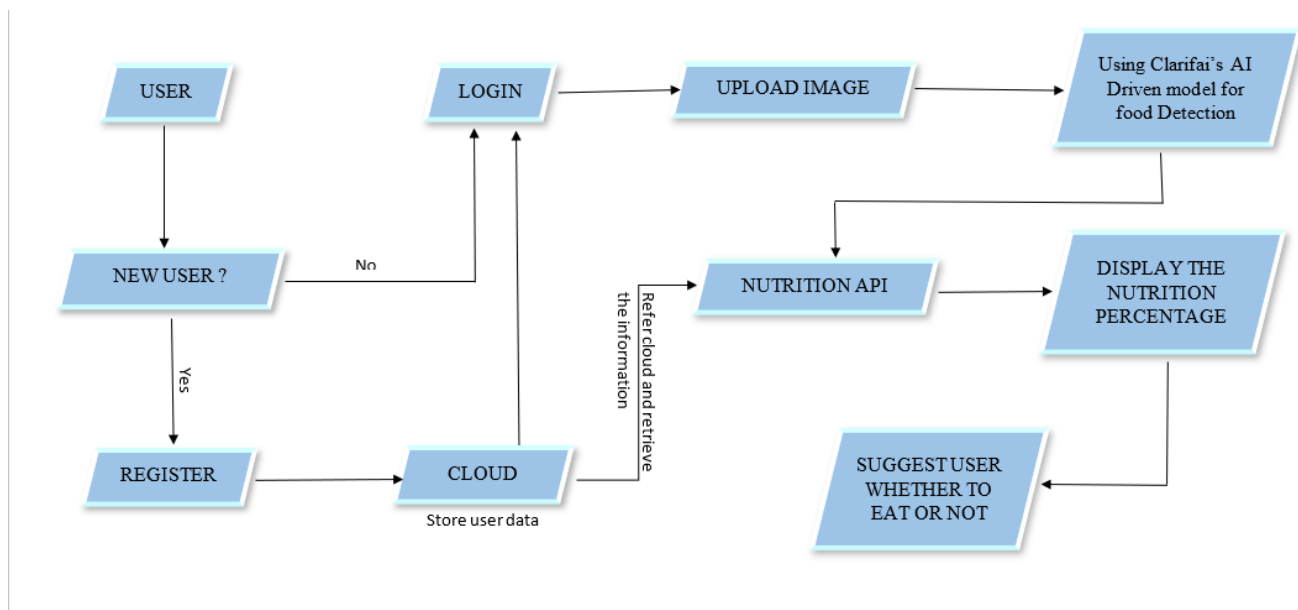 USER
LOGIN
UPLOAD IMAGE
Using Clarifai's AI
Driven model for
food Detection
NEW USER ?
No
Yes
REGISTER
CLOUD
Store user data
Refer cloud and retrieve
the information
NUTRITION API
DISPLAY THE
NUTRITION
PERCENTAGE
SUGGEST USER
WHETHER TO
EAT OR NOT